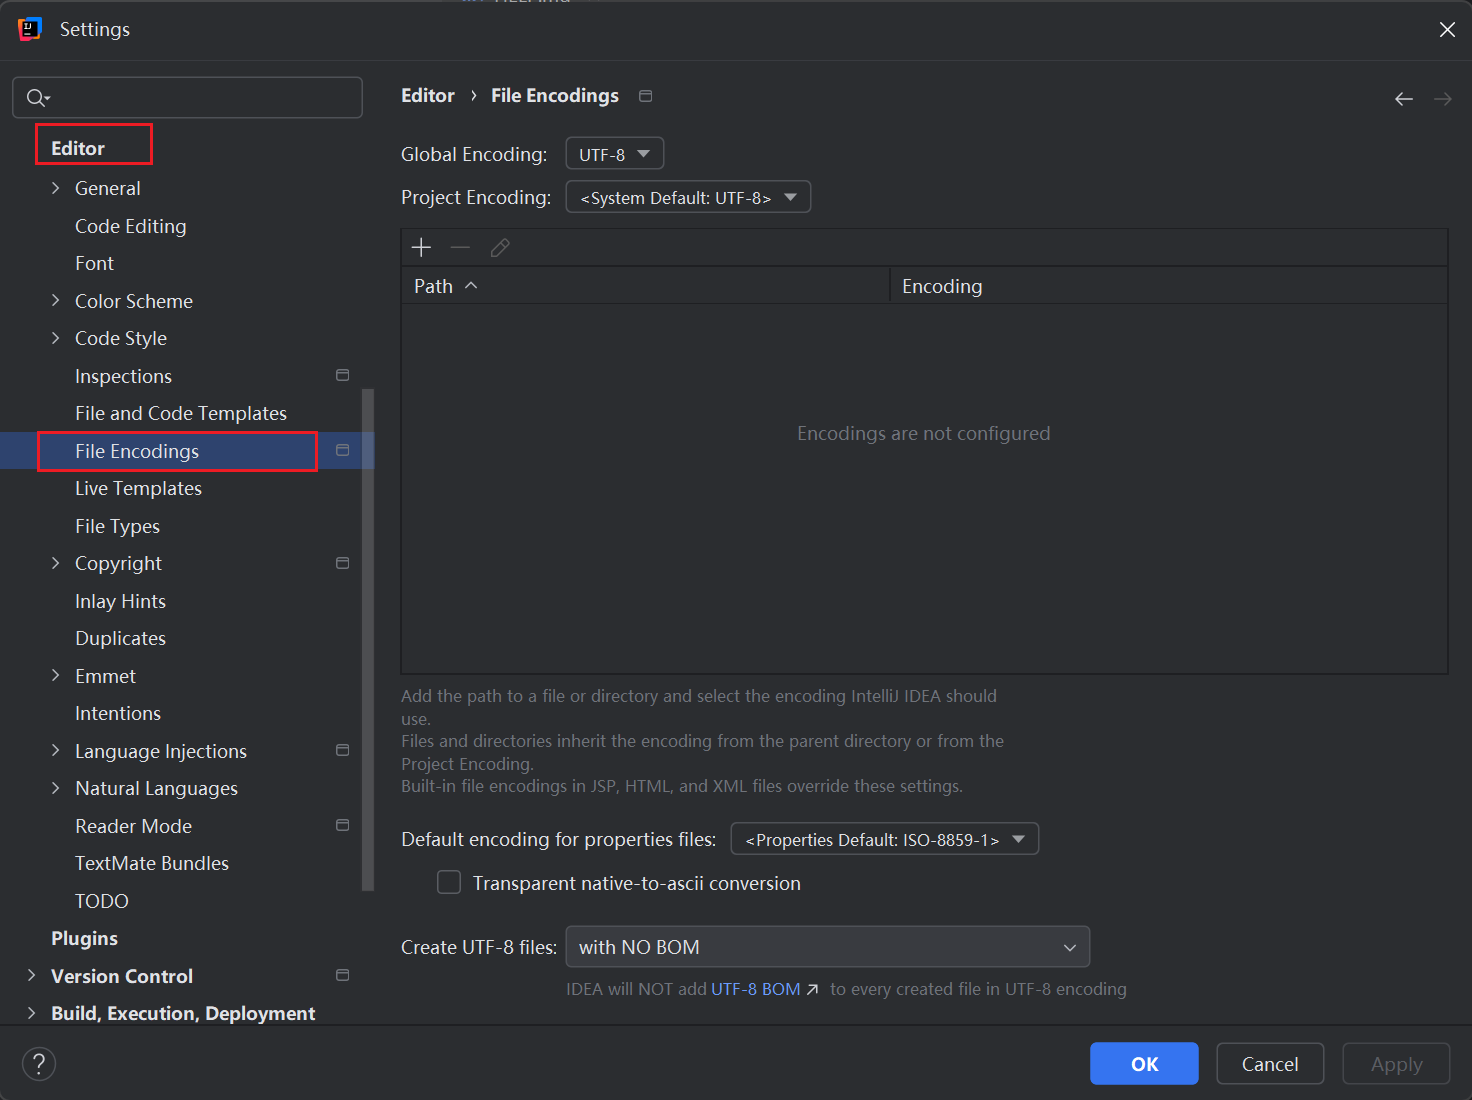 Settings
Editor
General
Code Editing
Font
Color Scheme
Code Style
Inspections
File and Code Templates
File Encodings
Live Templates
File Types
Copyright
Inlay Hints
Duplicates
Emmet
Intentions
Language Injections
Natural Languages
Reader Mode
TextMate Bundles
TODO
Plugins
Version Control
Build, Execution, Deployment
Editor › File Encodings
Global Encoding: UTF-8
Project Encoding: <System Default: UTF-8>
Path Encoding
Encodings are not configured
Add the path to a file or directory and select the encoding IntelliJ IDEA should
use.
Files and directories inherit the encoding from the parent directory or from the
Project Encoding.
Built-in file encodings in JSP, HTML, and XML files override these settings.
Default encoding for properties files: <Properties Default: ISO-8859-1>
Transparent native-to-ascii conversion
Create UTF-8 files: with NO BOM
IDEA will NOT add UTF-8 BOM ↗ to every created file in UTF-8 encoding
?
OK Cancel Apply